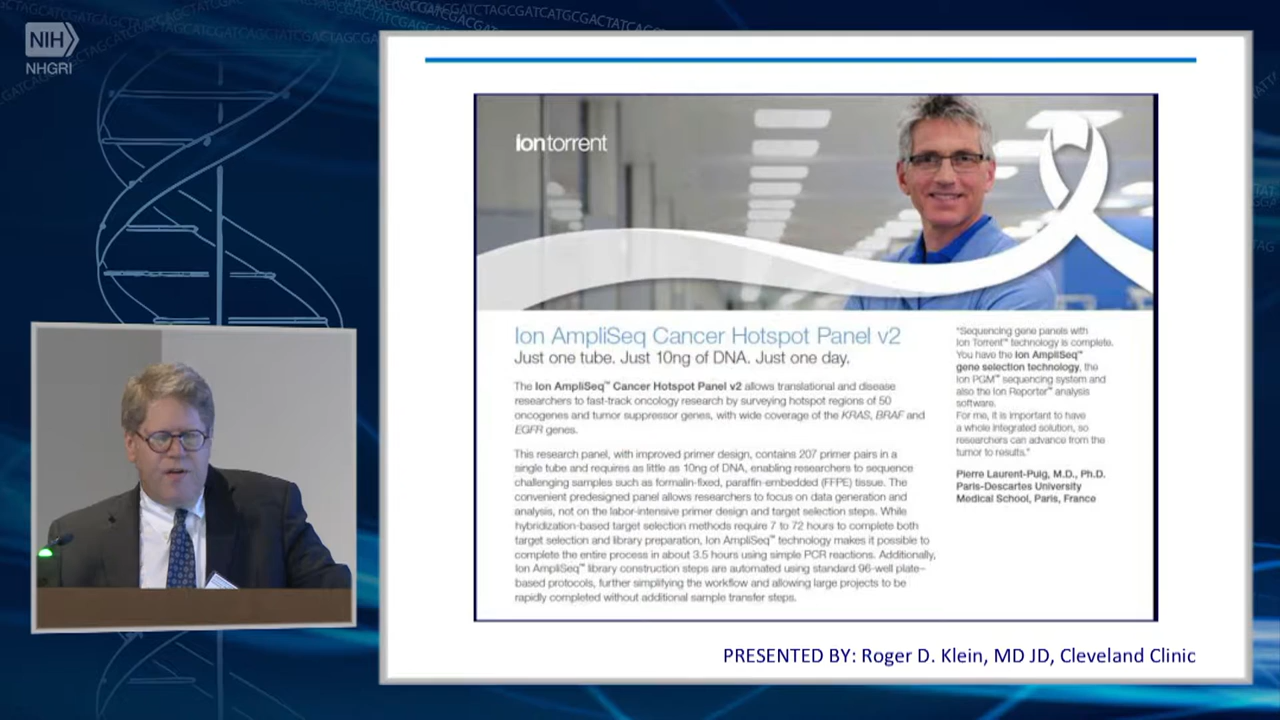 NIH
NHGRI
iontorrent
Ion AmpliSeq Cancer Hotspot Panel v2
Just one tube. Just 10ng of DNA. Just one day.
The Ion AmpliSeq™ Cancer Hotspot Panel v2 allows translational and disease
researchers to fast-track oncology research by surveying hotspot regions of 50
oncogenes and tumor suppressor genes, with wide coverage of the KRAS, BRAF and
EGFR genes.
This research panel, with improved primer design, contains 207 primer pairs in a
single tube and requires as little as 10ng of DNA, enabling researchers to sequence
challenging samples such as formalin-fixed, paraffin-embedded (FFPE) tissue. The
convenient predesigned panel allows researchers to focus on data generation and
analysis, not on the labor-intensive primer design and target selection steps. While
hybridization-based target selection methods require 7 to 72 hours to complete both
target selection and library preparation, Ion AmpliSeq™ technology makes it possible to
complete the entire process in about 3.5 hours using simple PCR reactions. Additionally,
Ion AmpliSeq™ library construction steps are automated using standard 96-well plate–
based protocols, further simplifying the workflow and allowing large projects to be
rapidly completed without additional sample transfer steps.
"Sequencing gene panels with
Ion Torrent™ technology is complete.
You have the Ion AmpliSeq™
gene selection technology, the
Ion PGM™ sequencing system and
also the Ion Reporter™ analysis
software.
For me, it is important to have
a whole integrated solution, so
researchers can advance from the
tumor to results."
Pierre Laurent-Puig, M.D., Ph.D.
Paris-Descartes University
Medical School, Paris, France
PRESENTED BY: Roger D. Klein, MD JD, Cleveland Clinic